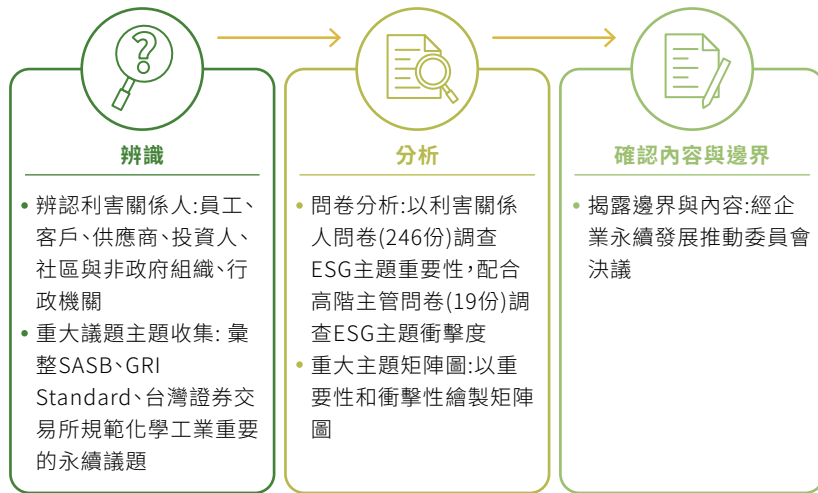 辨識
•辨認利害關係人:員工、
客戶、供應商、投資人、
社區與非政府組織、行
政機關
•重大議題主題收集: 彙
整SASB、GRI
Standard、台灣證券交
易所規範化學工業重要
的永續議題
分析
•問卷分析:以利害關係
人問卷(246份)調查
ESG主題重要性,配合
高階主管問卷(19份)調
查ESG主題衝擊度
•重大主題矩陣圖:以重
要性和衝擊性繪製矩陣
圖
確認內容與邊界
•揭露邊界與內容:經企
業永續發展推動委員會
決議